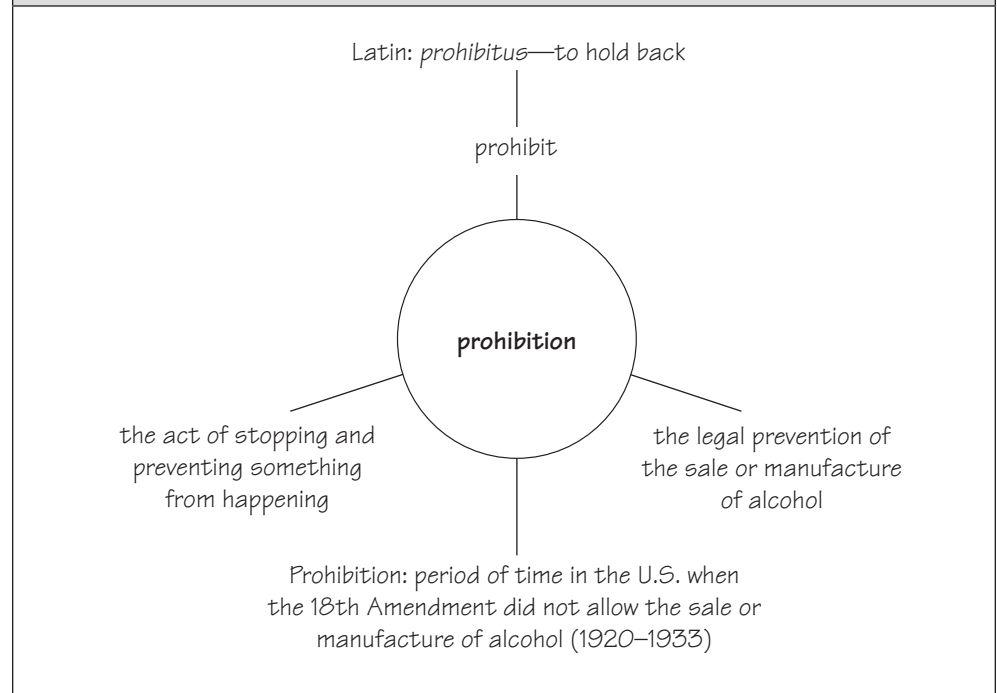 Latin: prohibitus—to hold back
prohibit
prohibition
the act of stopping and
preventing something
from happening
the legal prevention of
the sale or manufacture
of alcohol
Prohibition: period of time in the U.S. when
the 18th Amendment did not allow the sale or
manufacture of alcohol (1920–1933)